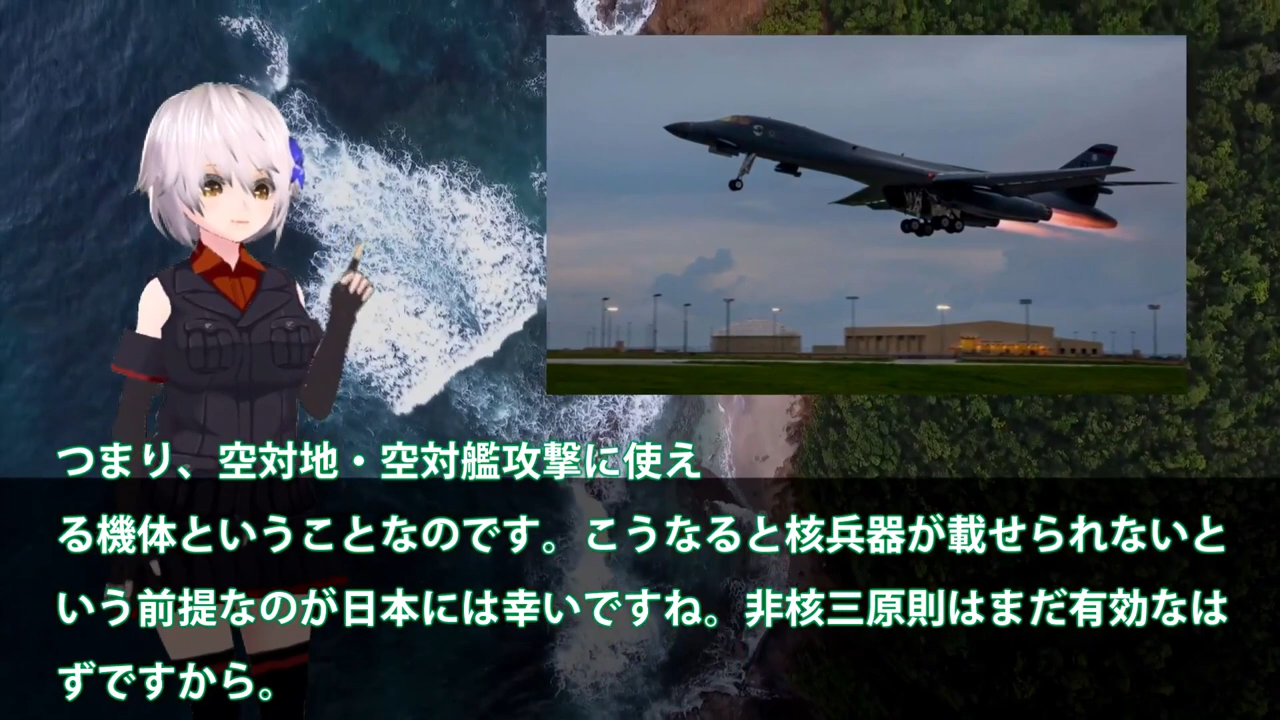 つまり、空対地・空対艦攻撃に使え
る機体ということなのです。こうなると核兵器が載せられないと
いう前提なのが日本には幸いですね。非核三原則はまだ有効なは
ずですから。